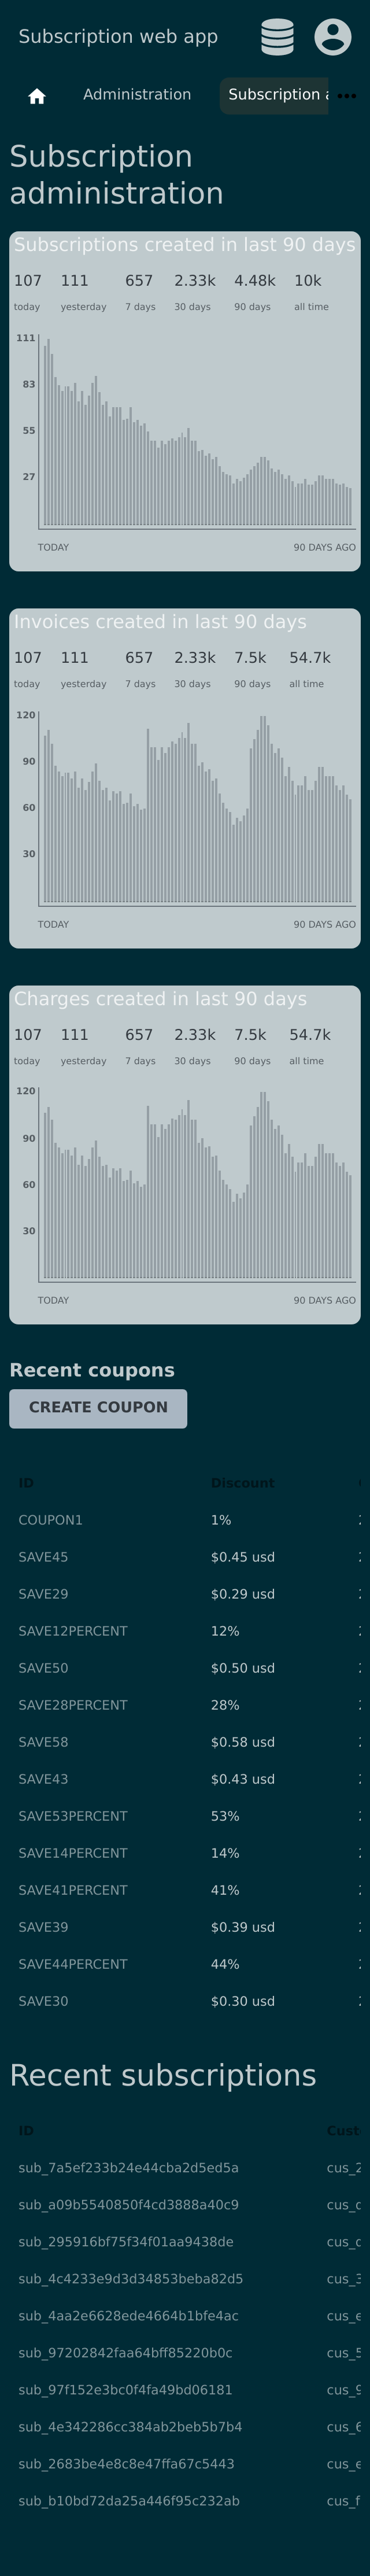 Subscription web app
Administration
Subscription
Subscription
administration
Subscriptions created in last 90 days
107 111 657 2.33k 4.48k 10k
today yesterday 7 days 30 days 90 days all time
111
83
55
27
TODAY 90 DAYS AGO
Invoices created in last 90 days
107 111 657 2.33k 7.5k 54.7k
today yesterday 7 days 30 days 90 days all time
120
90
60
30
TODAY 90 DAYS AGO
Charges created in last 90 days
107 111 657 2.33k 7.5k 54.7k
today yesterday 7 days 30 days 90 days all time
120
90
60
30
TODAY 90 DAYS AGO
Recent coupons
CREATE COUPON
ID Discount
COUPON1 1%
SAVE45 $0.45 usd
SAVE29 $0.29 usd
SAVE12PERCENT 12%
SAVE50 $0.50 usd
SAVE28PERCENT 28%
SAVE58 $0.58 usd
SAVE43 $0.43 usd
SAVE53PERCENT 53%
SAVE14PERCENT 14%
SAVE41PERCENT 41%
SAVE39 $0.39 usd
SAVE44PERCENT 44%
SAVE30 $0.30 usd
Recent subscriptions
ID Cust
sub_7a5ef233b24e44cba2d5ed5a cus_2
sub_a09b5540850f4cd3888a40c9
sub_295916bf75f34f01aa9438de
sub_4c4233e9d3d34853beba82d5 cus_3
sub_4aa2e6628ede4664b1bfe4ac cus_e
sub_97202842faa64bff85220b0c cus_5
sub_97f152e3bc0f4fa49bd06181 cus_9
sub_4e342286cc384ab2beb5b7b4 cus_6
sub_2683be4e8c8e47ffa67c5443 cus_e
sub_b10bd72da25a446f95c232ab cus_f